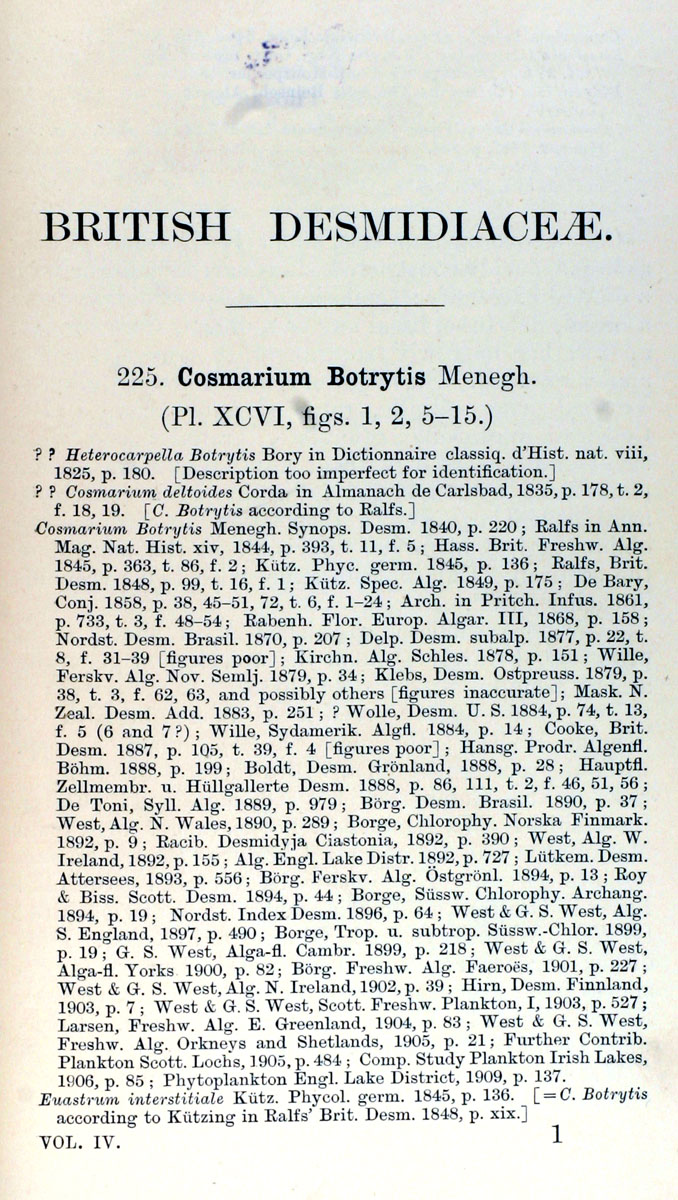 BRITISH DESMIDIACEÆ.
225. Cosmarium Botrytis Menegh.
(Pl. XCVI, figs. 1, 2, 5–15.)
? ? Heterocarpella Botrytis Bory in Dictionnaire classiq. d'Hist. nat. viii,
1825, p. 180. [Description too imperfect for identification.]
? ? Cosmarium deltoides Corda in Almanach de Carlsbad, 1835, p. 178, t. 2,
f. 18, 19. [C. Botrytis according to Ralfs.]
Cosmarium Botrytis Menegh. Synops. Desm. 1840, p. 220; Ralfs in Ann.
Mag. Nat. Hist. xiv, 1844, p. 393, t. 11, f. 5; Hass. Brit. Freshw. Alg.
1845, p. 363, t. 86, f. 2; Kütz. Phyc. germ. 1845, p. 136; Ralfs, Brit.
Desm. 1848, p. 99, t. 16, f. 1; Kütz. Spec. Alg. 1849, p. 175; De Bary,
Conj. 1858, p. 38, 45–51, 72, t. 6, f. 1–24; Arch. in Pritch. Infus. 1861,
p. 733, t. 3, f. 48–54; Rabenh. Flor. Europ. Algar. III, 1868, p. 158;
Nordst. Desm. Brasil. 1870, p. 207; Delp. Desm. subalp. 1877, p. 22, t.
8, f. 31–39 [figures poor]; Kirchn. Alg. Schles. 1878, p. 151; Wille,
Ferskv. Alg. Nov. Semlj. 1879, p. 34; Klebs, Desm. Ostpreuss. 1879, p.
38, t. 3, f. 62, 63, and possibly others [figures inaccurate]; Mask. N.
Zeal. Desm. Add. 1883, p. 251; ? Wolle, Desm. U. S. 1884, p. 74, t. 13,
f. 5 (6 and 7?); Wille, Sydamerik. Algfl. 1884, p. 14; Cooke, Brit.
Desm. 1887, p. 105, t. 39, f. 4 [figures poor]; Hansg. Prodr. Algenfl.
Böhm. 1888, p. 199; Boldt, Desm. Grönland, 1888, p. 28; Hauptfl.
Zellmembr. u. Hüllgallerte Desm. 1888, p. 86, 111, t. 2, f. 46, 51, 56;
De Toni, Syll. Alg. 1889, p. 979; Börg. Desm. Brasil. 1890, p. 37;
West, Alg. N. Wales, 1890, p. 289; Borge, Chlorophy. Norska Finmark.
1892, p. 9; Racib. Desmidyja Ciastonia, 1892, p. 390; West, Alg. W.
Ireland, 1892, p. 155; Alg. Engl. Lake Distr. 1892, p. 727; Lütkem. Desm.
Attersees, 1893, p. 556; Börg. Ferskv. Alg. Östgrönl. 1894, p. 13; Roy
& Biss. Scott. Desm. 1894, p. 44; Borge, Süssw. Chlorophy. Archang.
1894, p. 19; Nordst. Index Desm. 1896, p. 64; West & G. S. West, Alg.
S. England, 1897, p. 490; Borge, Trop. u. subtrop. Süssw.-Chlor. 1899,
p. 19; G. S. West, Alga-fl. Cambr. 1899, p. 218; West & G. S. West,
Alga-fl. Yorks 1900, p. 82; Börg. Freshw. Alg. Faeroës, 1901, p. 227;
West & G. S. West, Alg. N. Ireland, 1902, p. 39; Hirn, Desm. Finnland,
1903, p. 7; West & G. S. West, Scott. Freshw. Plankton, I, 1903, p. 527;
Larsen, Freshw. Alg. E. Greenland, 1904, p. 83; West & G. S. West,
Freshw. Alg. Orkneys and Shetlands, 1905, p. 21; Further Contrib.
Plankton Scott. Lochs, 1905, p. 484; Comp. Study Plankton Irish Lakes,
1906, p. 85; Phytoplankton Engl. Lake District, 1909, p. 137.
Euastrum interstitiale Kütz. Phycol. germ. 1845, p. 136. [= C. Botrytis
according to Kützing in Ralfs' Brit. Desm. 1848, p. xix.]
VOL. IV. 1